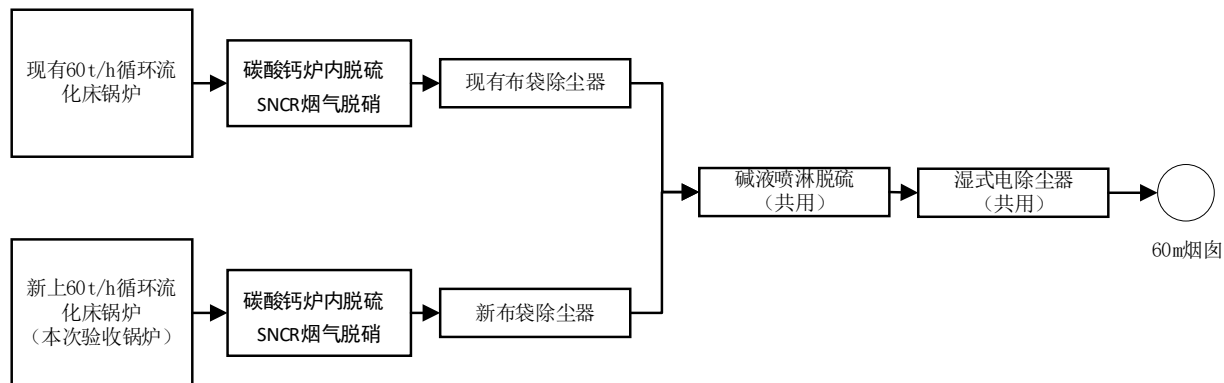 现有60t/h循环流
化床锅炉
碳酸钙炉内脱硫
SNCR烟气脱硝
现有布袋除尘器
碱液喷淋脱硫
（共用）
湿式电除尘器
（共用）
60m烟囱
新上60t/h循环流
化床锅炉
（本次验收锅炉）
碳酸钙炉内脱硫
SNCR烟气脱硝
新布袋除尘器